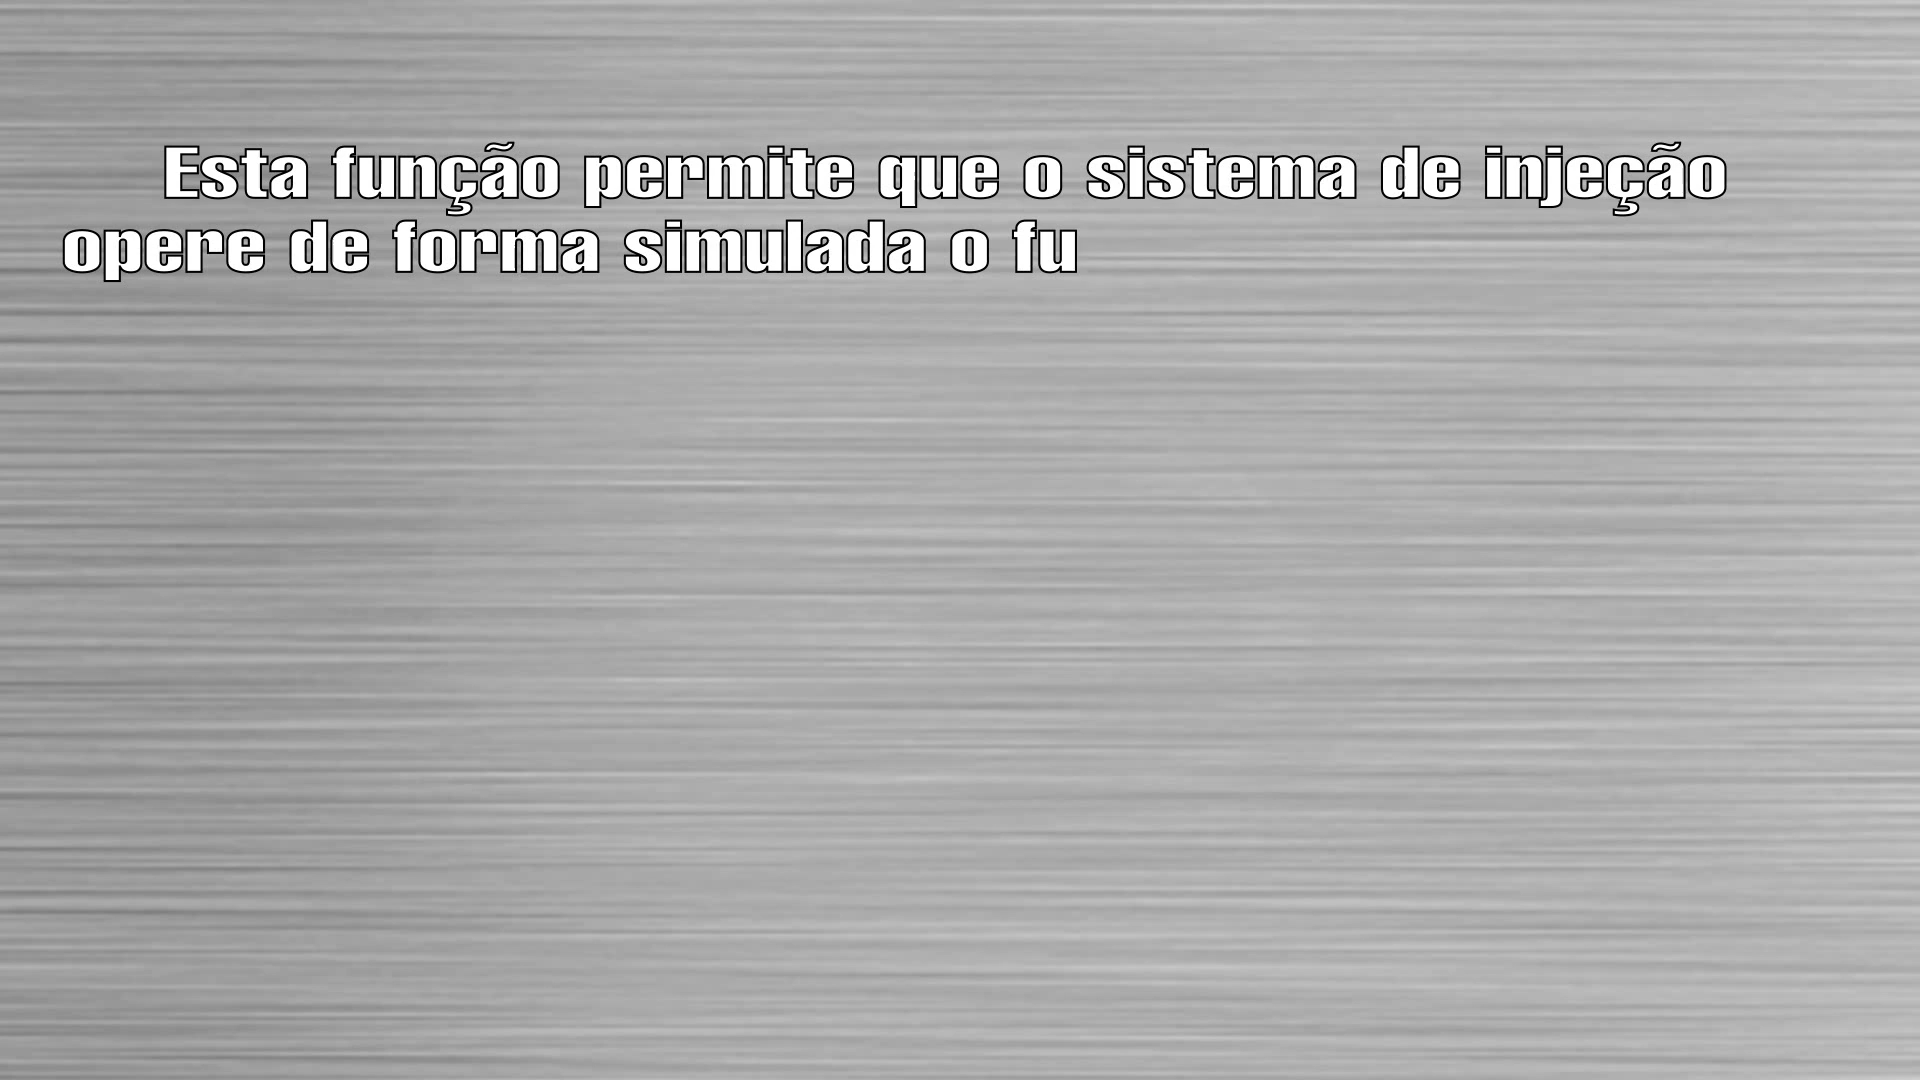 Esta função permite que o sistema de injeção
opere de forma simulada o fu